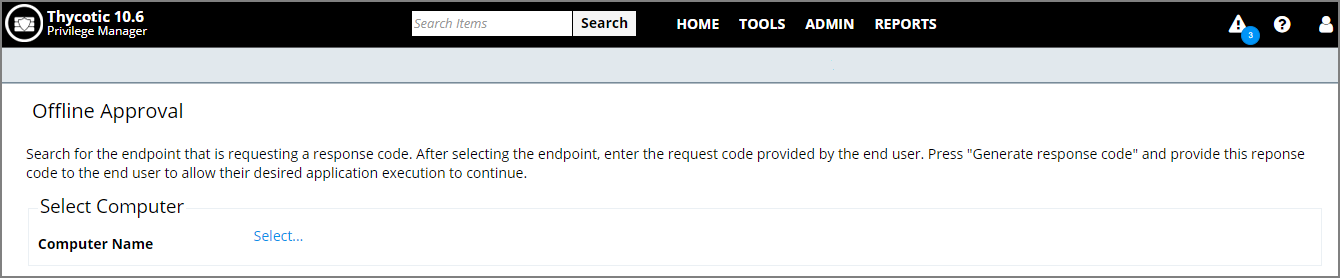 Thycotic 10.6
Privilege Manager
Search Items
Search
HOME
TOOLS
ADMIN
REPORTS
3
Offline Approval
Search for the endpoint that is requesting a response code. After selecting the endpoint, enter the request code provided by the end user. Press "Generate response code" and provide this reponse
code to the end user to allow their desired application execution to continue.
Select Computer
Computer Name
Select...